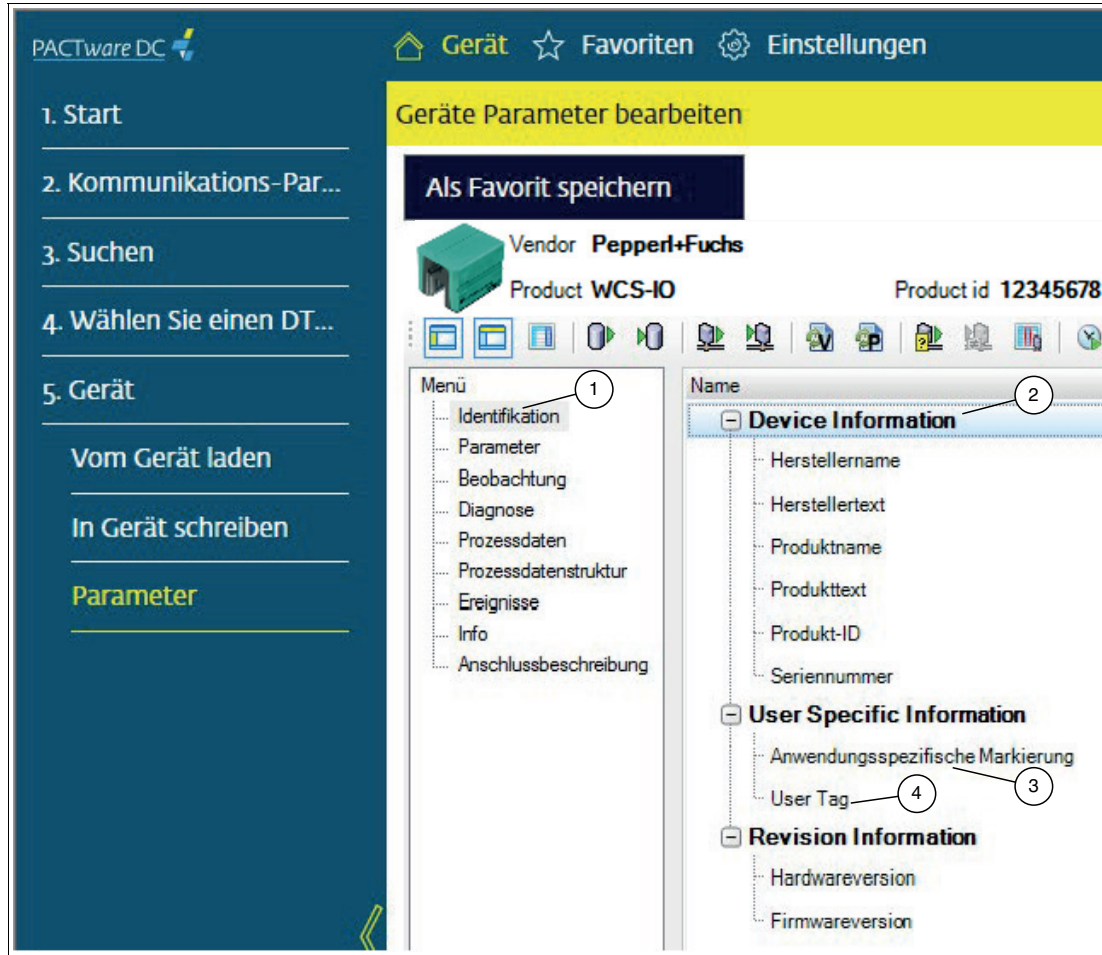 PACTware DC
Gerät Favoriten Einstellungen
1. Start
2. Kommunikations-Par...
3. Suchen
4. Wählen Sie einen DT...
5. Gerät
Vom Gerät laden
In Gerät schreiben
Parameter
Geräte Parameter bearbeiten
Als Favorit speichern
Vendor Pepperl+Fuchs
Product WCS-IO Product id 12345678
Menü
1
Identifikation
Parameter
Beobachtung
Diagnose
Prozessdaten
Prozessdatenstruktur
Ereignisse
Info
Anschlussbeschreibung
Name
2
Device Information
Herstellername
Herstellertext
Produktname
Produkttext
Produkt-ID
Seriennummer
User Specific Information
Anwendungsspezifische Markierung
3
User Tag
4
Revision Information
Hardwareversion
Firmwareversion